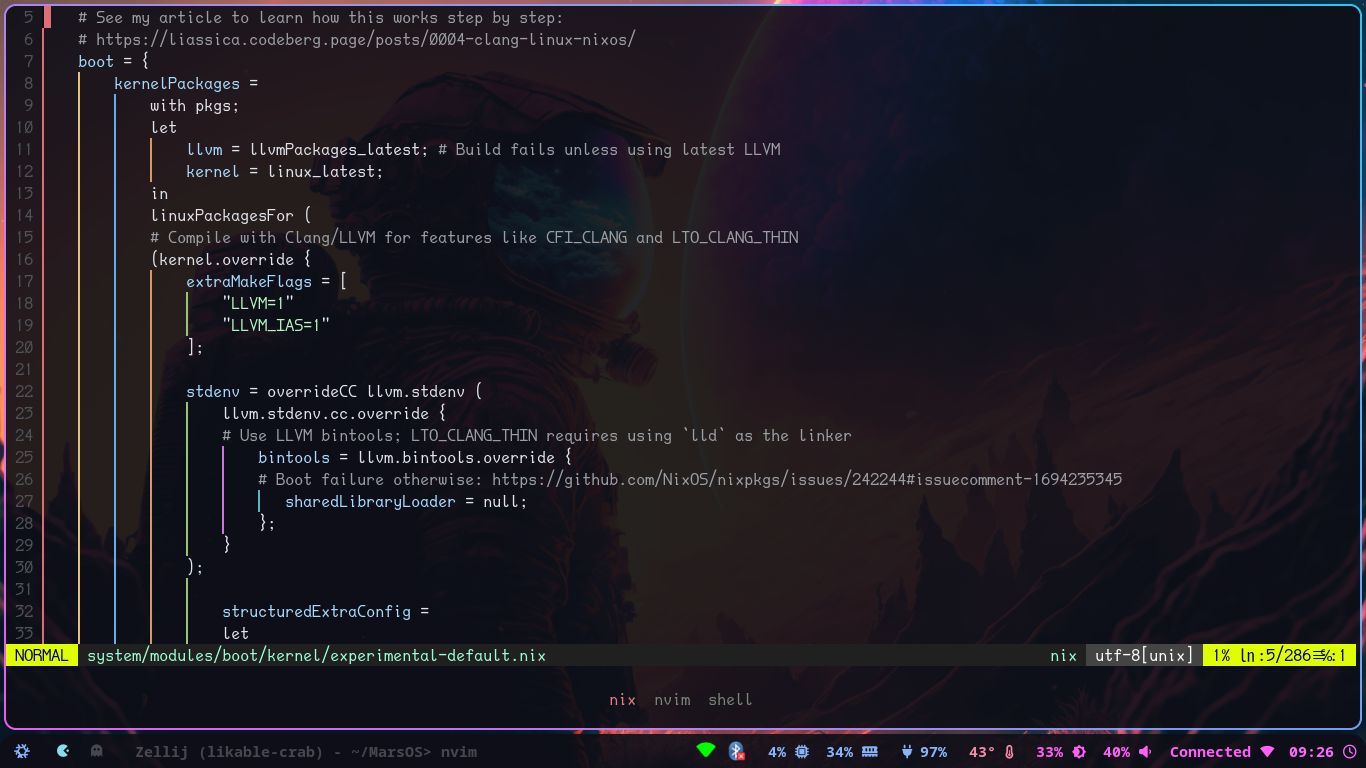 5 # See my article to learn how this works step by step:
6 # https://liassica.codeberg.page/posts/0004-clang-linux-nixos/
7 boot = {
8 kernelPackages =
9 with pkgs;
10 let
11 llvm = llvmPackages_latest; # Build fails unless using latest LLVM
12 kernel = linux_latest;
13 in
14 linuxPackagesFor (
15 # Compile with Clang/LLVM for features like CFI_CLANG and LTO_CLANG_THIN
16 (kernel.override {
17 extraMakeFlags = [
18 "LLVM=1"
19 "LLVM_IAS=1"
20 ];
21
22 stdenv = overrideCC llvm.stdenv (
23 llvm.stdenv.cc.override {
24 # Use LLVM bintools; LTO_CLANG_THIN requires using `lld` as the linker
25 bintools = llvm.bintools.override {
26 # Boot failure otherwise: https://github.com/NixOS/nixpkgs/issues/242244#issuecomment-1694235345
27 sharedLibraryLoader = null;
28 };
29 }
30 );
31
32 structuredExtraConfig =
33 let
NORMAL system/modules/boot/kernel/experimental-default.nix nix utf-8[unix] 1% ln:5/286≡%:1
nix nvim shell
Zellij (likable-crab) - ~/MarsOS> nvim 4% 34% 97% 43° 33% 40% Connected 09:26